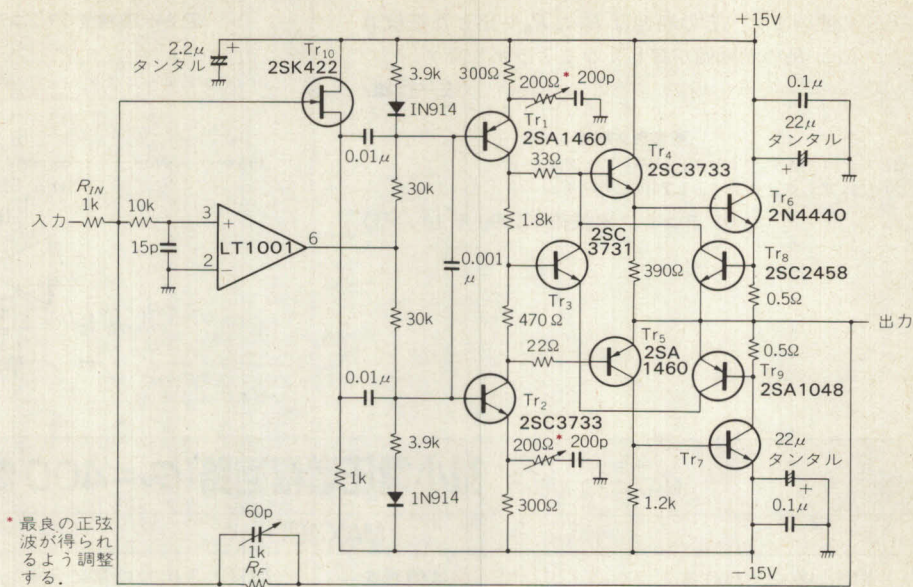 +15V
2.2μ
タンタル
+
Tr10
2SK422
3.9k
IN914
0.01μ
300Ω
200Ω*
200p
Tr1
2SA1460
33Ω
Tr4
2SC3733
0.1μ
22μ
タンタル
+
Tr6
2N4440
RIN
1k
10k
入力
15p
3
+
LT1001
6
2
−
30k
0.001
μ
1.8k
2SC
3731
Tr3
390Ω
Tr8
2SC2458
0.5Ω
出力
30k
470Ω
22Ω
Tr5
2SA
1460
0.5Ω
Tr9
2SA1048
0.01μ
Tr2
2SC3733
200Ω*
200p
Tr7
22μ
タンタル
+
0.1μ
3.9k
1k
1N914
300Ω
1.2k
60p
1k
RF
−15V
*最良の正弦
波が得られ
るよう調整
する.